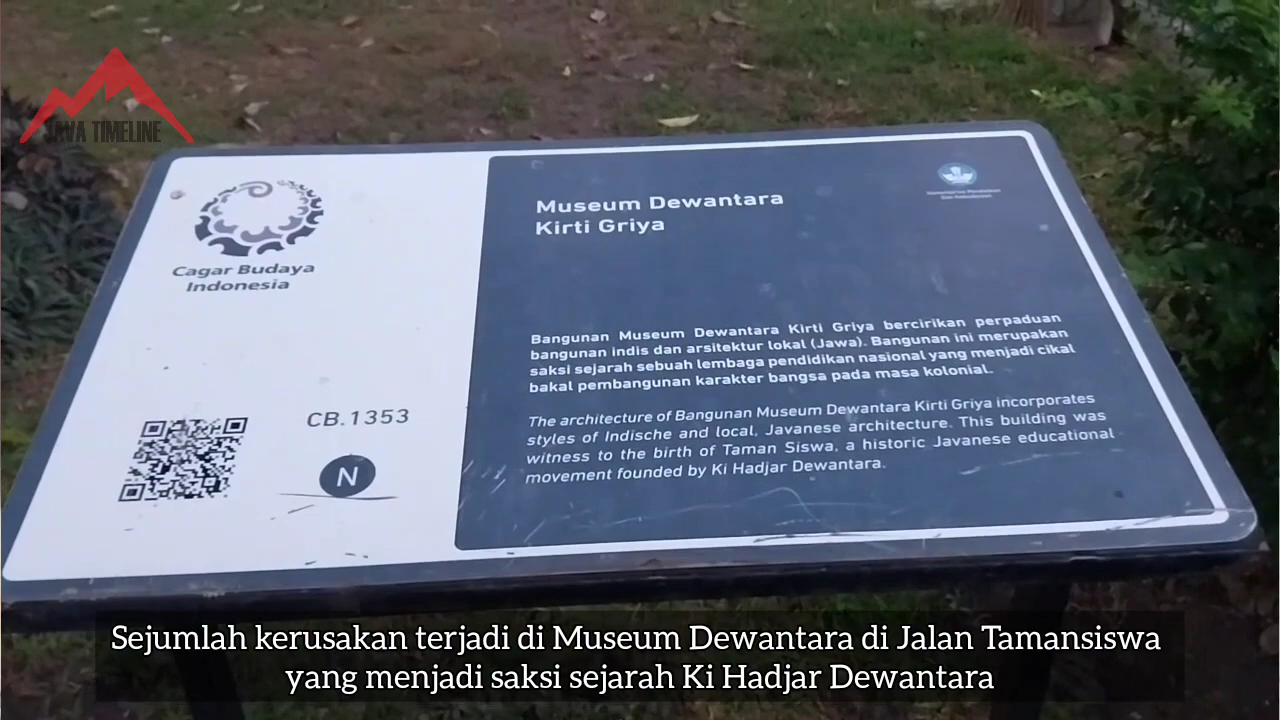 JAVA TIMELINE
Cagar Budaya
Indonesia
CB.1353
N
Museum Dewantara
Kirti Griya
Kementerian Pendidikan
Dan Kebudayaan
Bangunan Museum Dewantara Kirti Griya bercirikan perpaduan
bangunan indis dan arsitektur lokal (Jawa). Bangunan ini merupakan
saksi sejarah sebuah lembaga pendidikan nasional yang menjadi cikal
bakal pembangunan karakter bangsa pada masa kolonial.
The architecture of Bangunan Museum Dewantara Kirti Griya incorporates
styles of Indische and local, Javanese architecture. This building was
witness to the birth of Taman Siswa, a historic Javanese educational
movement founded by Ki Hadjar Dewantara.
Sejumlah kerusakan terjadi di Museum Dewantara di Jalan Tamansiswa
yang menjadi saksi sejarah Ki Hadjar Dewantara